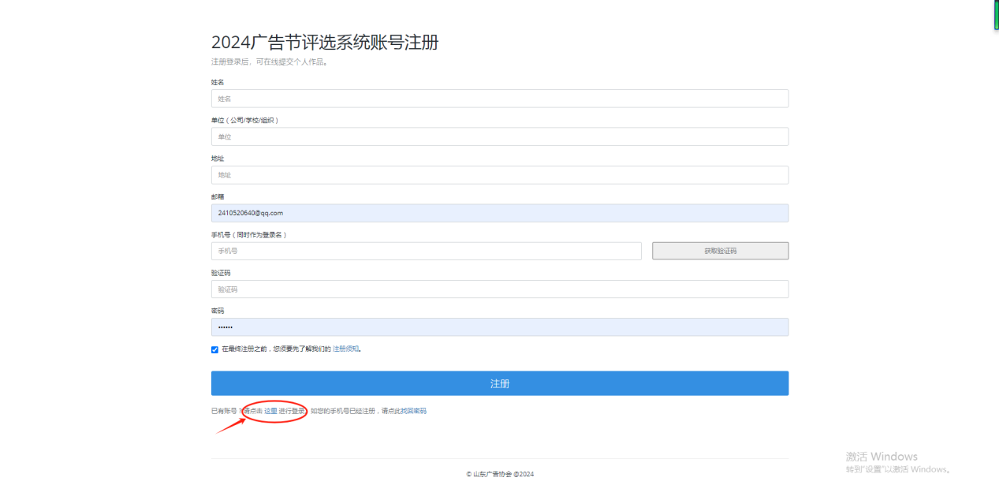 2024广告节评选系统账号注册
注册登录后，可在线提交个人作品。
姓名
姓名
单位（公司/学校/组织）
单位
地址
地址
邮箱
2410520640@qq.com
手机号（同时作为登录名）
手机号 获取验证码
验证码
验证码
密码
••••••
在最终注册之前，您须要先了解我们的 注册须知。
注册
已有账号？请点击 这里 进行登录。如您的手机号已经注册，请点此找回密码
激活 Windows
转到“设置”以激活 Windows。
© 山东广告协会 @2024